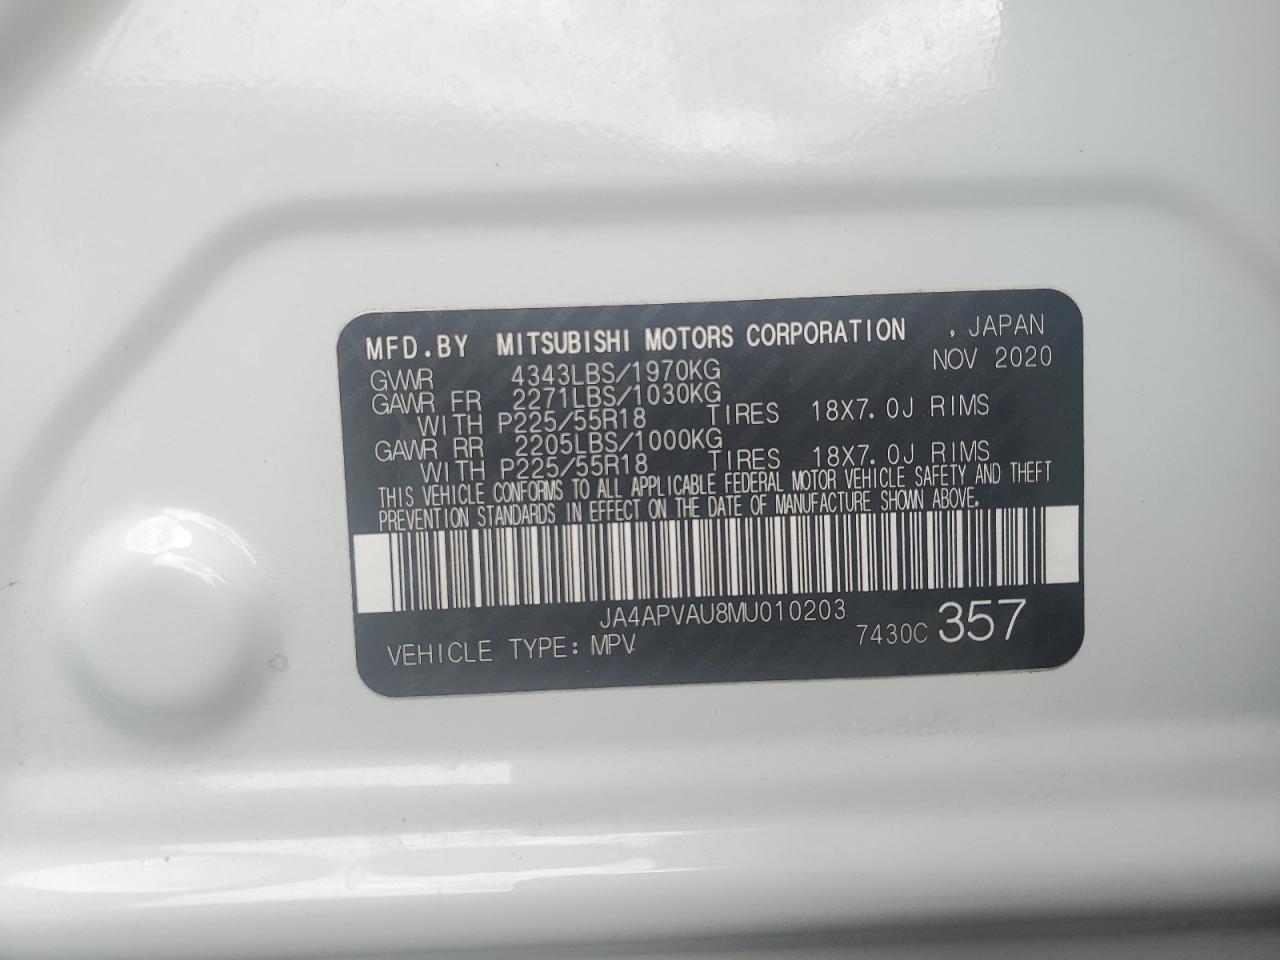 MFD.BY MITSUBISHI MOTORS CORPORATION , JAPAN
NOV 2020
GVWR 4343LBS/1970KG
GAWR FR 2271LBS/1030KG
WITH P225/55R18 TIRES 18X7.0J RIMS
GAWR RR 2205LBS/1000KG
WITH P225/55R18 TIRES 18X7.0J RIMS
THIS VEHICLE CONFORMS TO ALL APPLICABLE FEDERAL MOTOR VEHICLE SAFETY AND THEFT
PREVENTION STANDARDS IN EFFECT ON THE DATE OF MANUFACTURE SHOWN ABOVE.
JA4APVAU8MU010203
VEHICLE TYPE: MPV 7430C 357